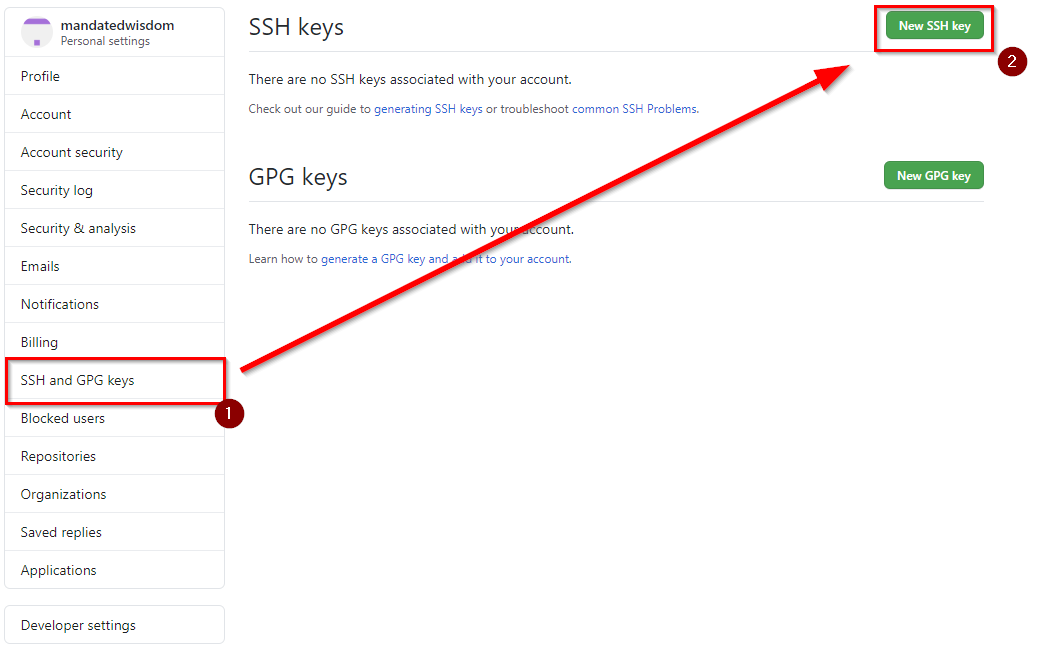 mandatedwisdom
Personal settings
Profile
Account
Account security
Security log
Security & analysis
Emails
Notifications
Billing
SSH and GPG keys
1
Blocked users
Repositories
Organizations
Saved replies
Applications
Developer settings
SSH keys
New SSH key
2
There are no SSH keys associated with your account.
Check out our guide to generating SSH keys or troubleshoot common SSH Problems.
GPG keys
New GPG key
There are no GPG keys associated with your account.
Learn how to generate a GPG key and add it to your account.